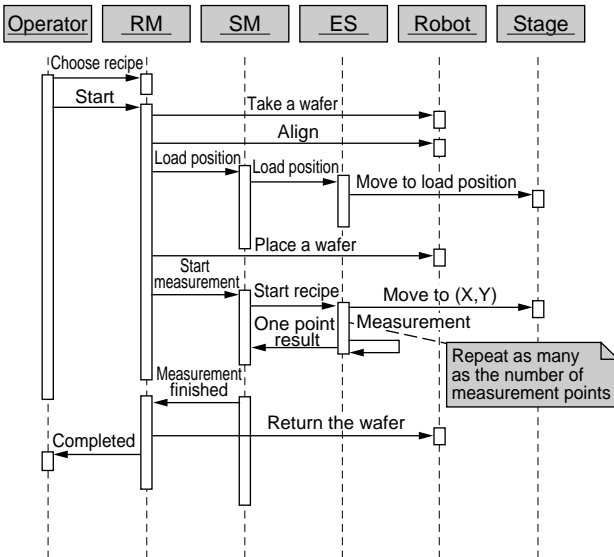 Operator
RM
SM
ES
Robot
Stage
Choose recipe
Start
Take a wafer
Align
Load position
Load position
Move to load position
Place a wafer
Start
measurement
Start recipe
Move to (X,Y)
One point
result
Measurement
Repeat as many
as the number of
measurement points
Measurement
finished
Return the wafer
Completed